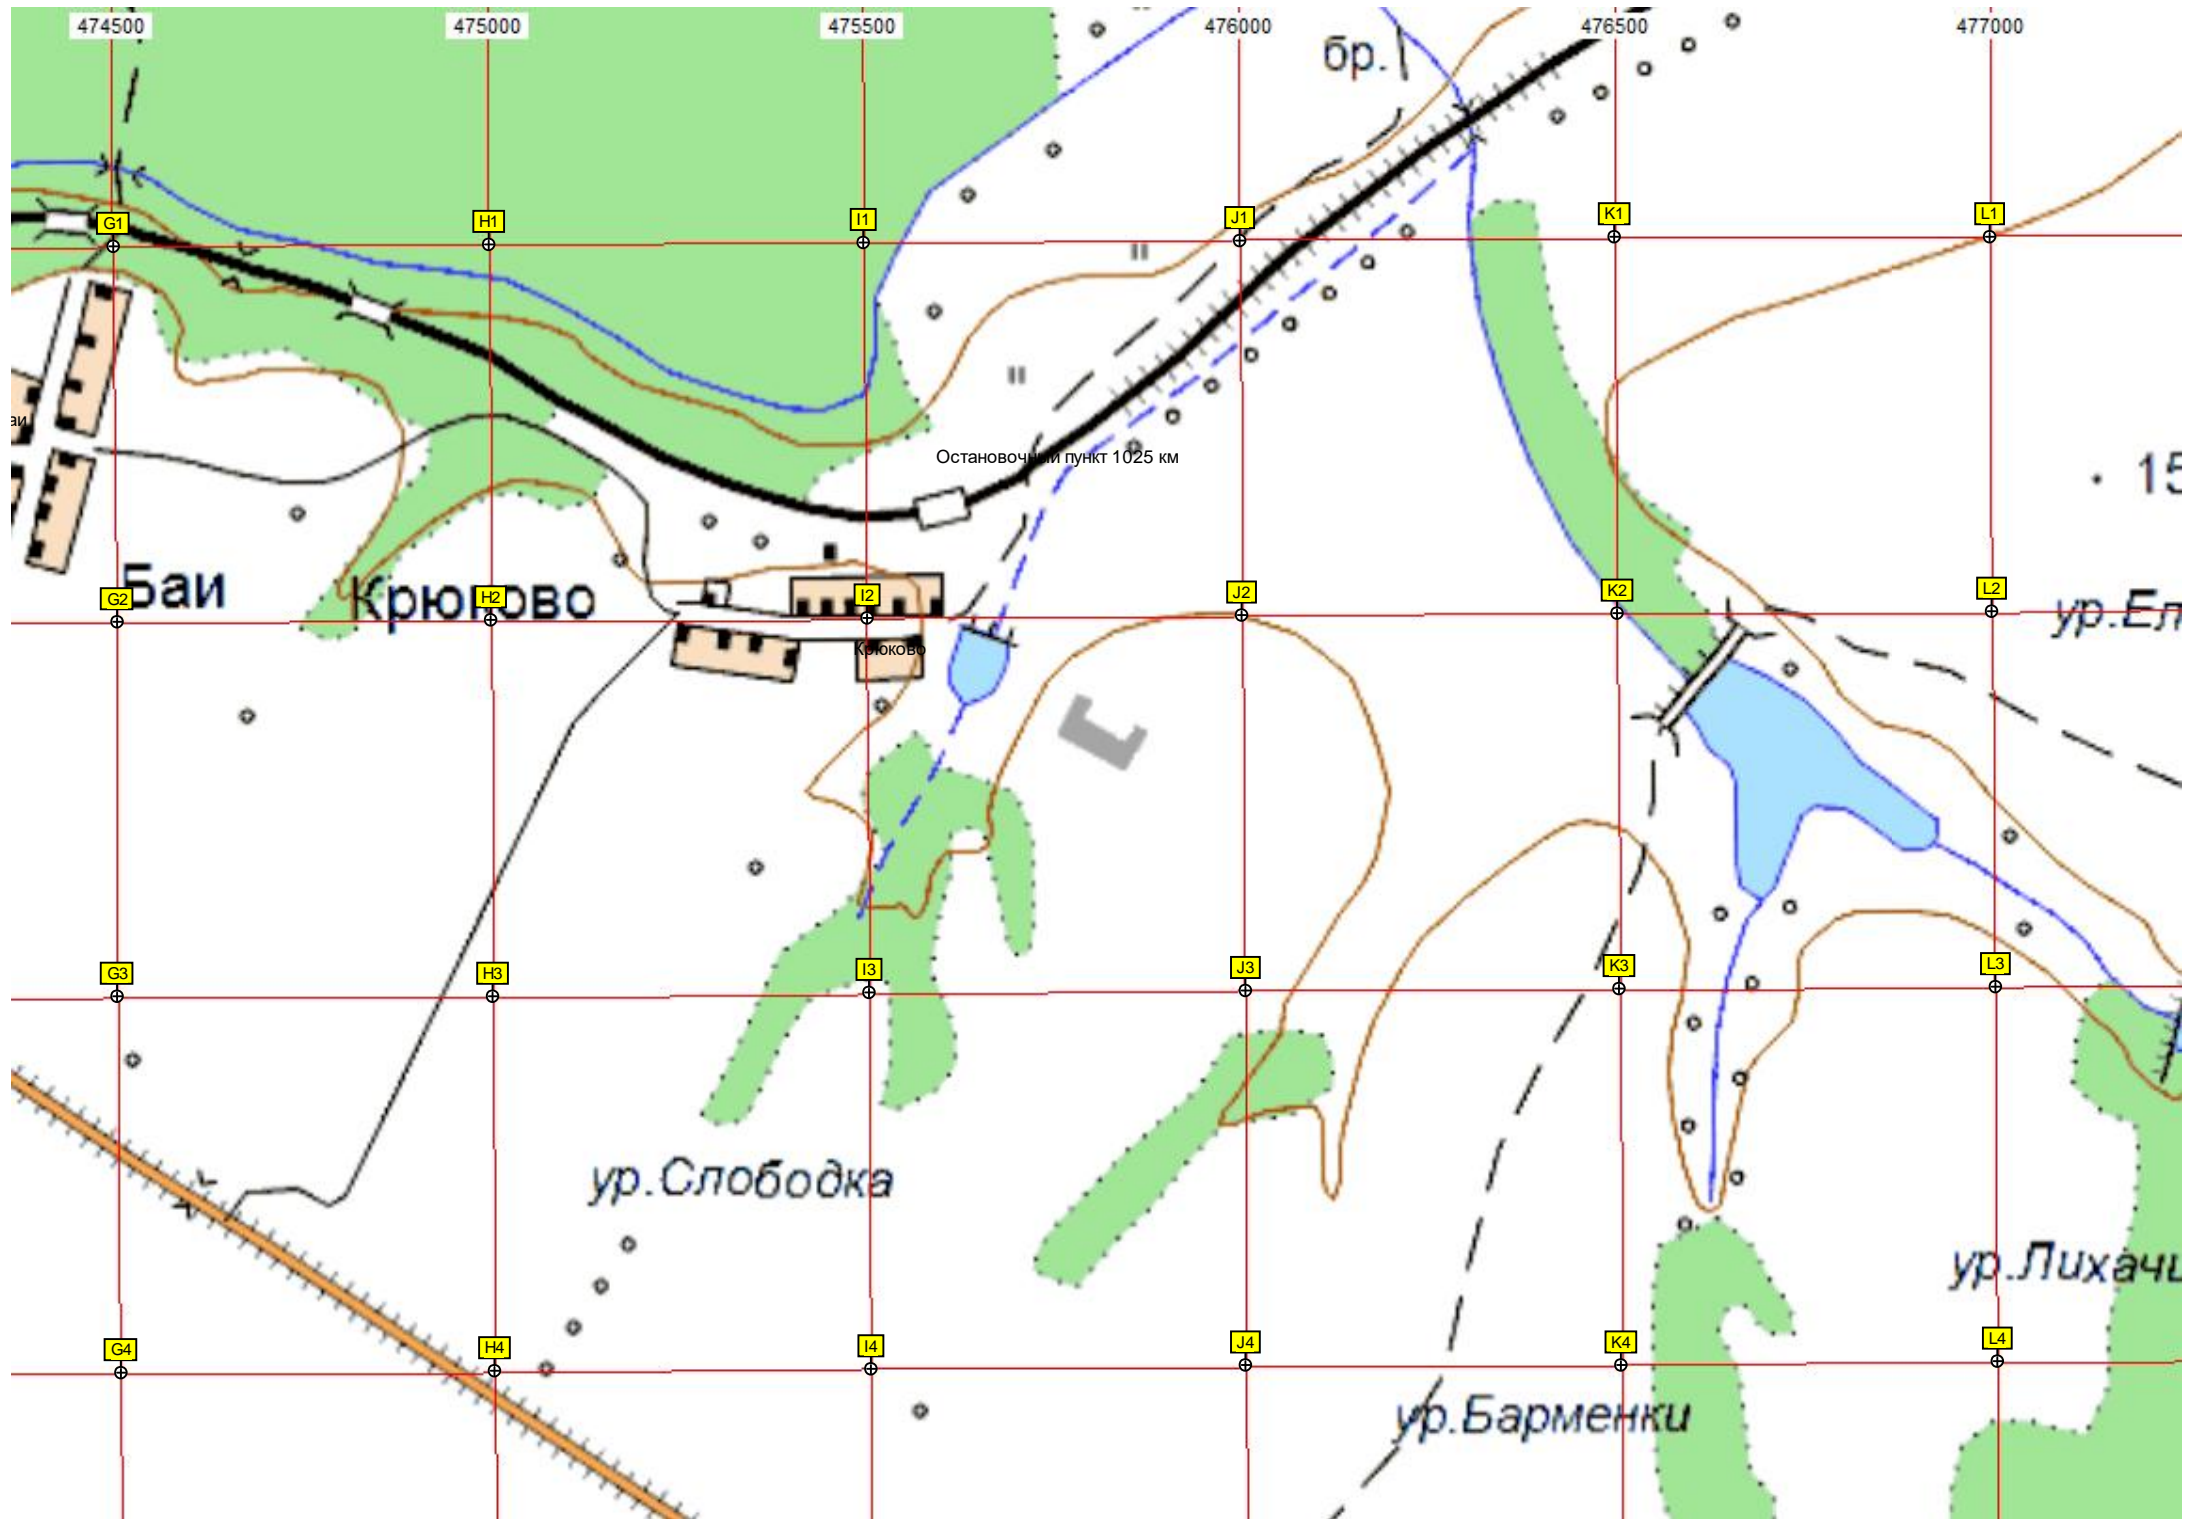 474500 475000 475500 476000 476500 477000
бр.
G1 H1 I1 J1 K1 L1
аи
Остановочный пункт 1025 км
15
Баи Крюково
G2 H2 I2 J2 K2 L2
ур.Ел
Крюково
G3 H3 I3 J3 K3 L3
ур.Слободка
ур.Лихачи
G4 H4 I4 J4 K4 L4
ур.Барменки